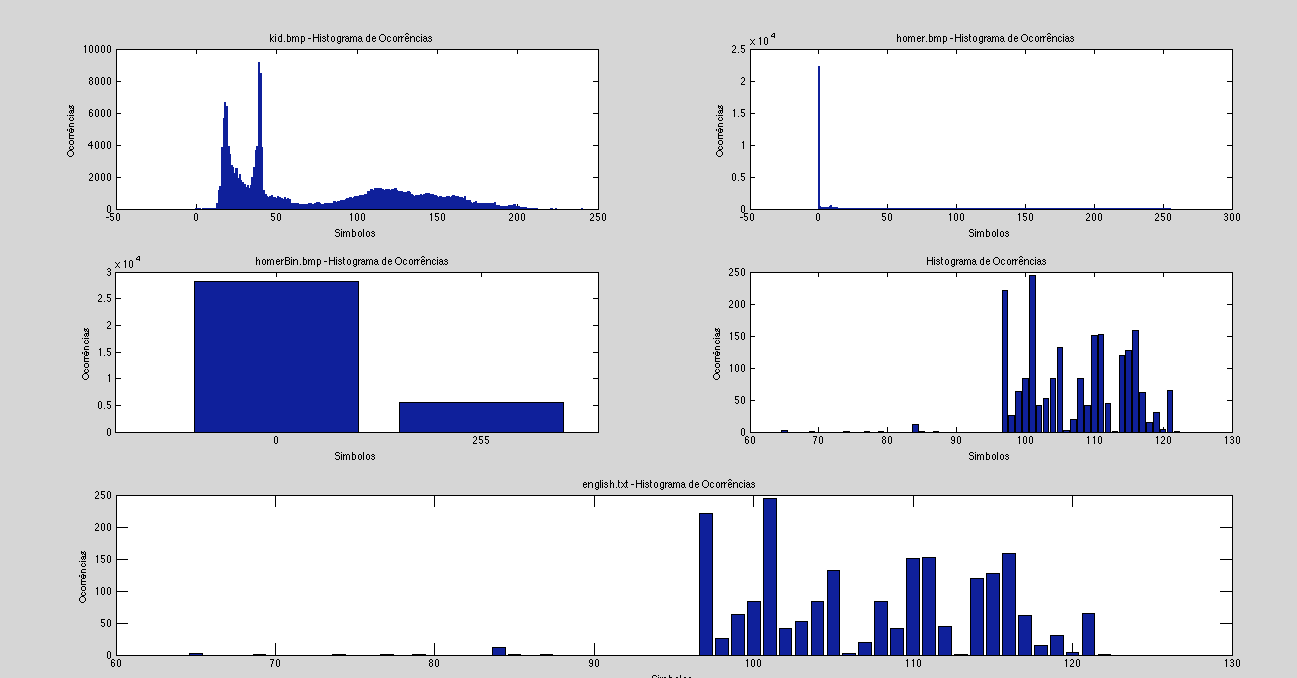 kid.bmp -Histograma de Ocorrências
10000
8000
6000
4000
2000
0
Ocorrências
-50 0 50 100 150 200 250
Simbolos
homer.bmp -Histograma de Ocorrências
x 10^4
2.5
2
1.5
1
0.5
0
Ocorrências
-50 0 50 100 150 200 250 300
Simbolos
homerBin.bmp -Histograma de Ocorrências
x 10^4
3
2.5
2
1.5
1
0.5
0
Ocorrências
0 255
Simbolos
Histograma de Ocorrências
250
200
150
100
50
0
Ocorrências
60 70 80 90 100 110 120 130
Simbolos
english.txt -Histograma de Ocorrências
250
200
150
100
50
0
Ocorrências
60 70 80 90 100 110 120 130